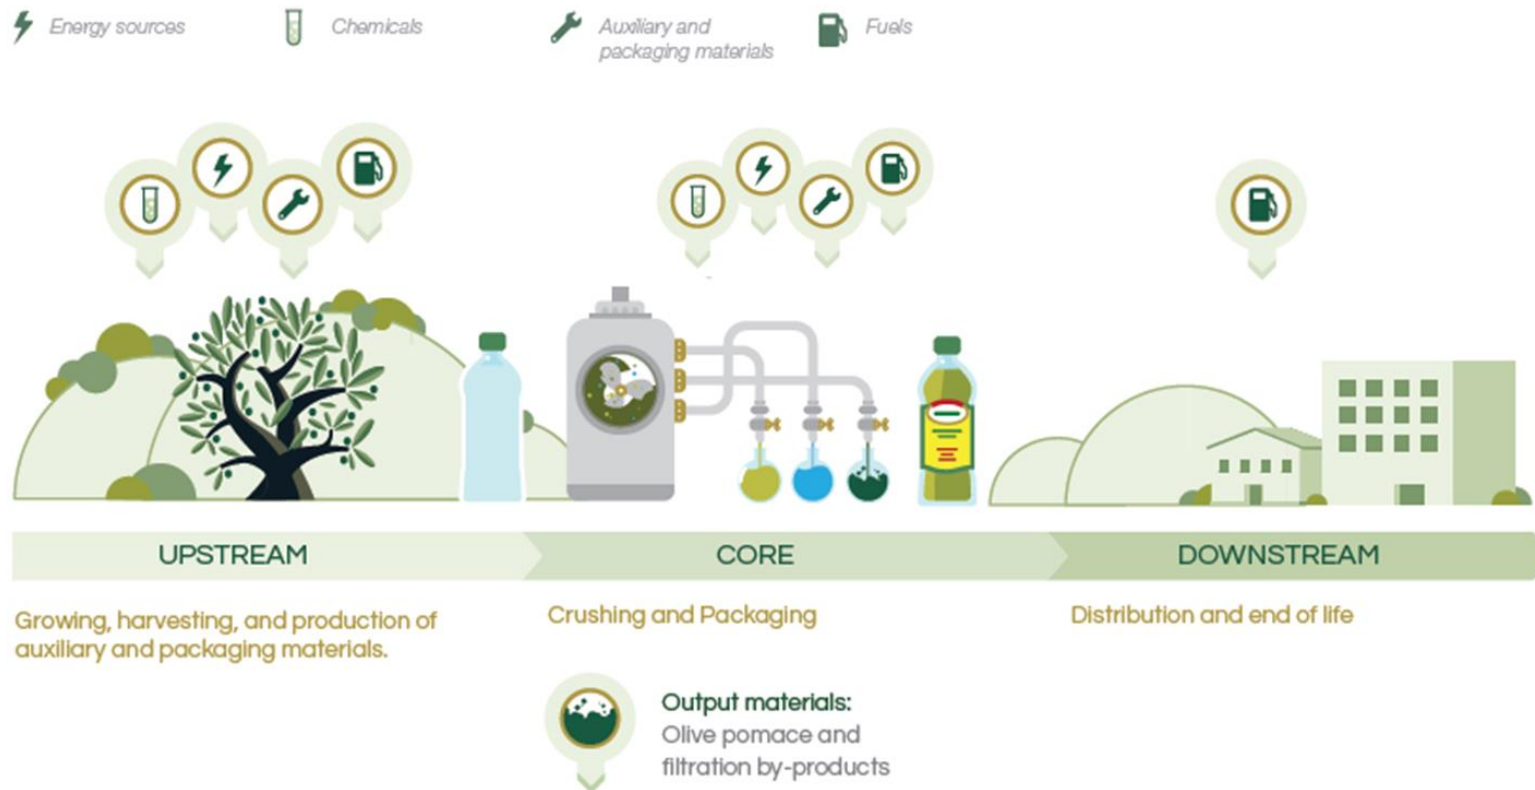 Energy sources
Chemicals
Auxiliary and
packaging materials
Fuels
UPSTREAM
CORE
DOWNSTREAM
Growing, harvesting, and production of
auxiliary and packaging materials.
Crushing and Packaging
Distribution and end of life
Output materials:
Olive pomace and
filtration by-products